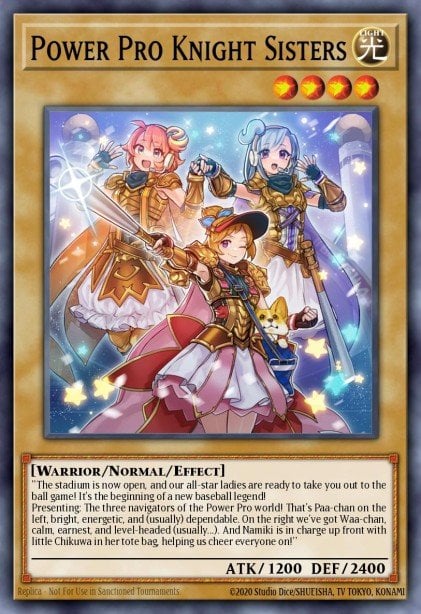 Power Pro Knight Sisters
LIGHT
光
[Warrior/Normal/Effect]
"The stadium is now open, and our all-star ladies are ready to take you out to the
ball game! It's the beginning of a new baseball legend!
Presenting: The three navigators of the Power Pro world! That's Paa-chan on
the left, bright, energetic, and (usually) dependable. On the right we've got Waa-chan,
calm, earnest, and level-headed (usually...). And Namiki is in charge up front with
little Chikuwa in her tote bag, helping us cheer everyone on!"
ATK/ 1200 DEF/2400
Replica - Not For Use in Sanctioned Tournaments
©2020 Studio Dice/SHUEISHA, TV TOKYO, KONAMI